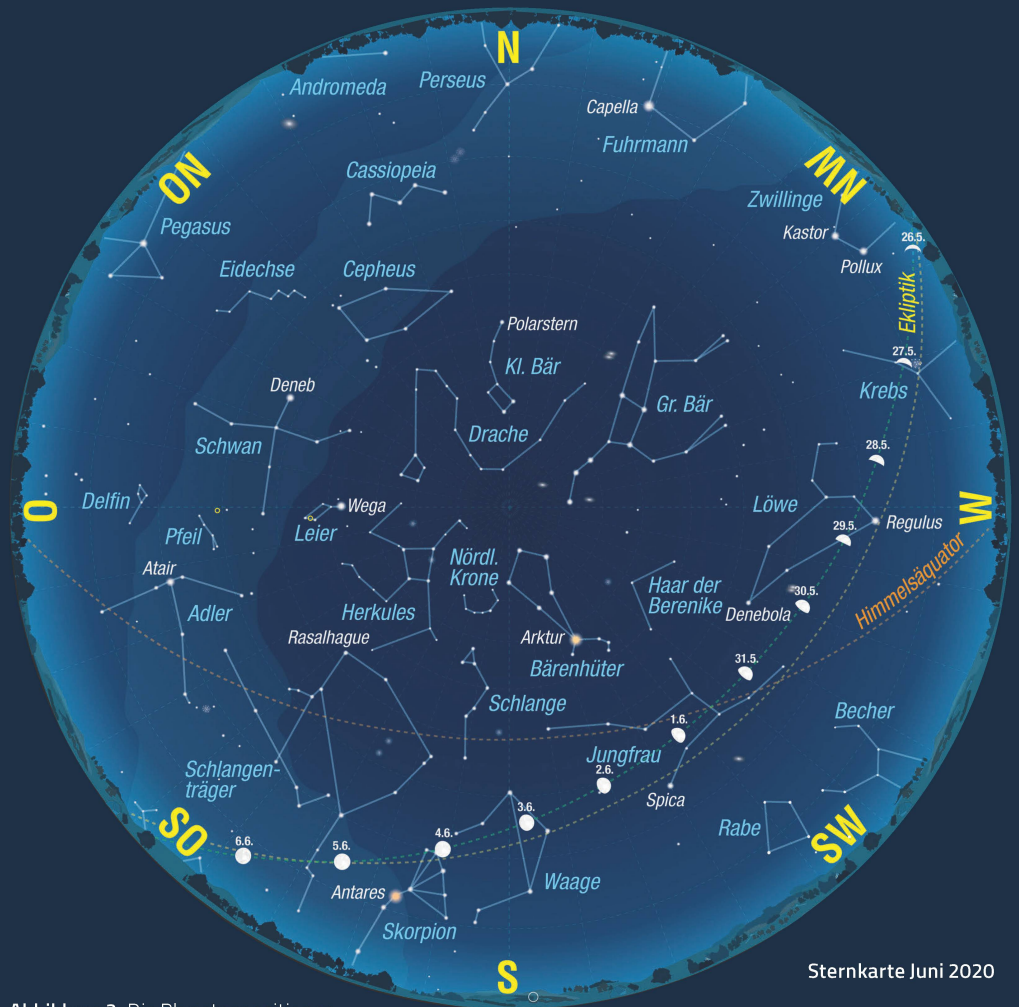 N
Andromeda
Perseus
Capella
Fuhrmann
NW
NO
Cassiopeia
Zwillinge
Kastor
Pollux
26.5.
Pegasus
Eidechse
Cepheus
Ekliptik
Polarstern
27.5.
Kl. Bär
Krebs
Deneb
Gr. Bär
Schwan
Drache
28.5.
Delfin
O
Wega
Löwe
W
Regulus
Pfeil
Leier
29.5.
Himmelsäquator
Atair
Nördl.
Krone
Haar der
Berenike
30.5.
Adler
Herkules
Denebola
Rasalhague
Arktur
Bärenhüter
31.5.
Schlange
1.6.
Becher
Jungfrau
Schlangen-
träger
2.6.
Spica
SO
3.6.
Rabe
SW
6.6.
5.6.
4.6.
Antares
Waage
Skorpion
S
Sternkarte Juni 2020